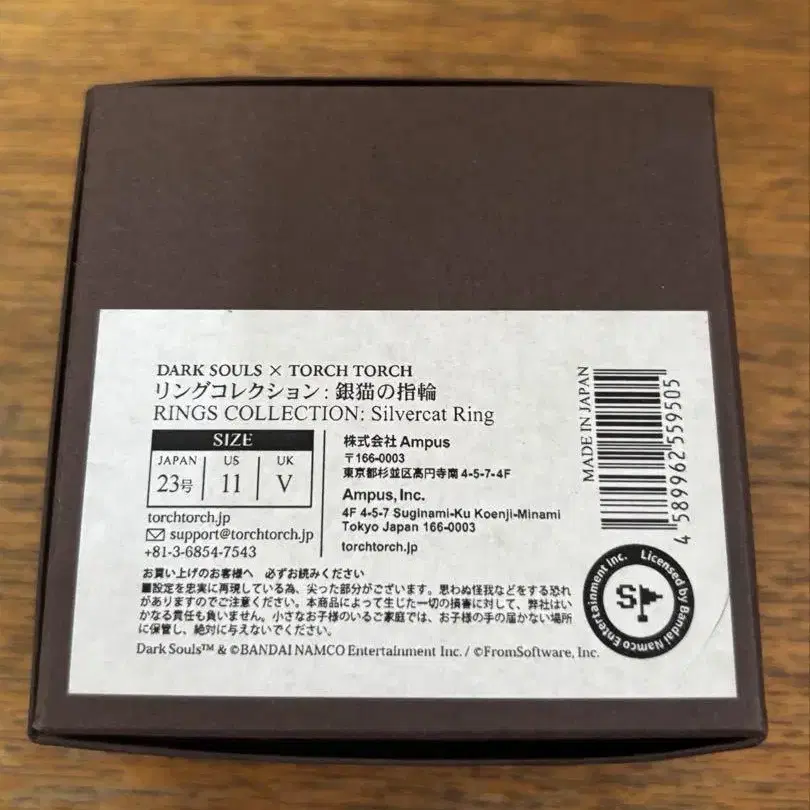 DARK SOULS × TORCH TORCH
リングコレクション: 銀猫の指輪
RINGS COLLECTION: Silvercat Ring
SIZE
JAPAN US UK
23号 11 V
torchtorch.jp
support@torchtorch.jp
+81-3-6854-7543
株式会社 Ampus
〒166-0003
東京都杉並区高円寺南 4-5-7-4F
Ampus, Inc.
4F 4-5-7 Suginami-Ku Koenji-Minami
Tokyo Japan 166-0003
torchtorch.jp
お買い上げのお客様へ 必ずお読みください
■設定を忠実に再現している為、尖った部分がございます。思わぬ怪我などをする恐れ
がありますのでご注意ください。本商品によって生じた一切の損害に対して、弊社はい
かなる責任も負いません。小さなお子様のいるご家庭では、お子様の手の届かない場所
に保管し、絶対に与えないでください。
Dark Souls™ & ©BANDAI NAMCO Entertainment Inc. / ©FromSoftware, Inc.
MADE IN JAPAN
4 589962 559505
Licensed by Bandai Namco Entertainment Inc.
S